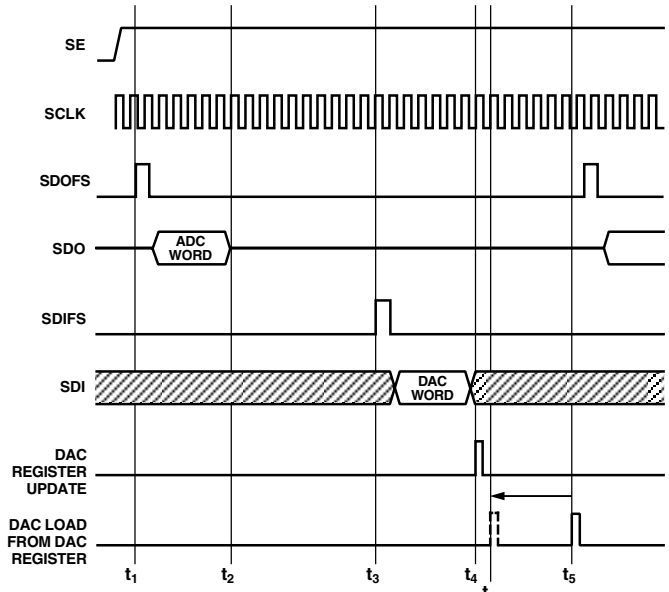 SE
SCLK
SDOFS
SDO
ADC
WORD
SDIFS
SDI
DAC
WORD
DAC
REGISTER
UPDATE
DAC LOAD
FROM DAC
REGISTER
t1 t2 t3 t4 t5
t